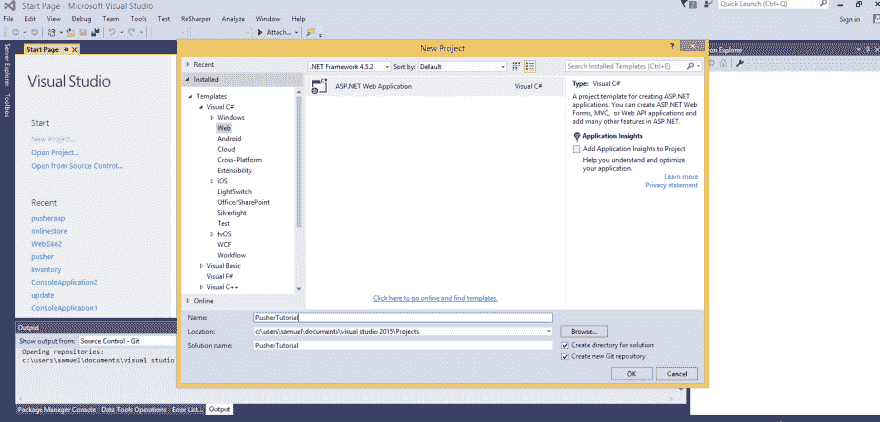 Start Page - Microsoft Visual Studio
Quick Launch (Ctrl+Q)
File Edit View Debug Team Tools Test ReSharper Analyze Window Help
Sign in
Attach...
Server Explorer
Toolbox
Start Page
Visual Studio
Start
New Project...
Open Project...
Open from Source Control...
Recent
pusherasp
onlinestore
WebSite2
pusher
Inventory
ConsoleApplication2
update
ConsoleApplication1
New Project
Recent
Installed
Templates
Visual C#
Windows
Web
Android
Cloud
Cross-Platform
Extensibility
iOS
LightSwitch
Office/SharePoint
Silverlight
Test
tvOS
WCF
Workflow
Visual Basic
Visual F#
Visual C++
Online
.NET Framework 4.5.2
Sort by: Default
ASP.NET Web Application Visual C#
Click here to go online and find templates.
Search Installed Templates (Ctrl+E)
Type: Visual C#
A project template for creating ASP.NET
applications. You can create ASP.NET Web
Forms, MVC, or Web API applications and
add many other features in ASP.NET.
Application Insights
Add Application Insights to Project
Help you understand and optimize
your application.
Learn more
Privacy statement
Name: PusherTutorial
Location: c:\users\samuel\documents\visual studio 2015\Projects
Browse...
Solution name: PusherTutorial
Create directory for solution
Create new Git repository
OK Cancel
Explorer
Output
Show output from: Source Control - Git
Opening repositories:
c:\users\samuel\documents\visual studio
Package Manager Console Data Tools Operations Error List... Output